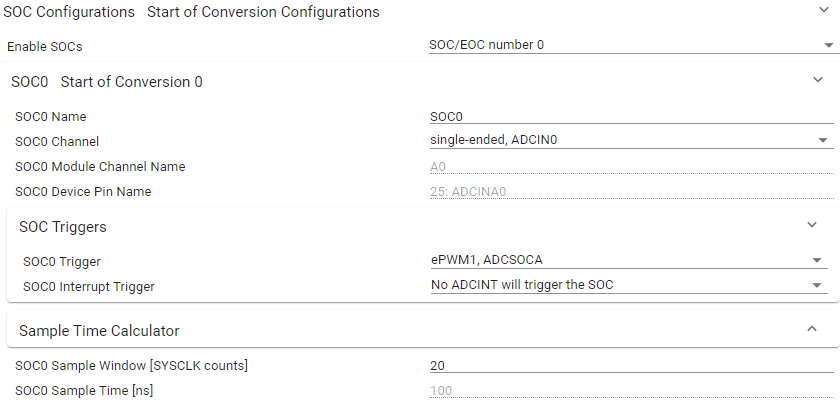 SOC Configurations Start of Conversion Configurations
Enable SOCs SOC/EOC number 0
SOC0 Start of Conversion 0
SOC0 Name SOC0
SOC0 Channel single-ended, ADCIN0
SOC0 Module Channel Name A0
SOC0 Device Pin Name 25: ADCINA0
SOC Triggers
SOC0 Trigger ePWM1, ADCSOCA
SOC0 Interrupt Trigger No ADCINT will trigger the SOC
Sample Time Calculator
SOC0 Sample Window [SYSCLK counts] 20
SOC0 Sample Time [ns] 100